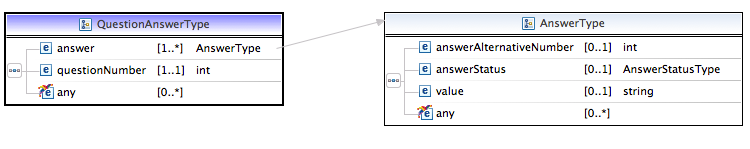 QuestionAnswerType
answer [1..*] AnswerType
questionNumber [1..1] int
any [0..*]
AnswerType
answerAlternativeNumber [0..1] int
answerStatus [0..1] AnswerStatusType
value [0..1] string
any [0..*]